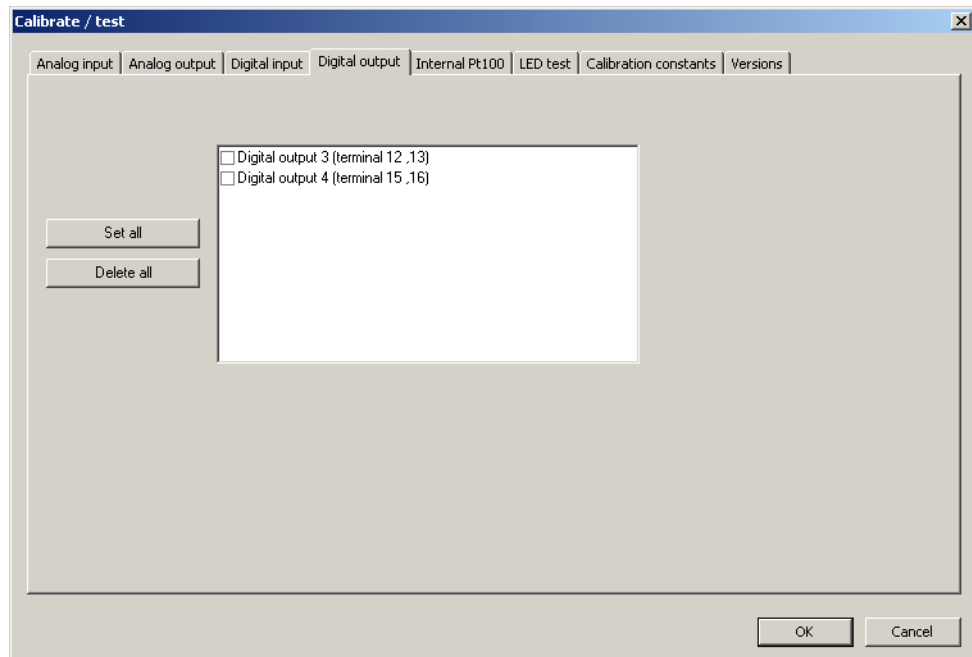 Calibrate / test
Analog input Analog output Digital input Digital output Internal Pt100 LED test Calibration constants Versions
Digital output 3 (terminal 12 ,13)
Digital output 4 (terminal 15 ,16)
Set all
Delete all
OK Cancel